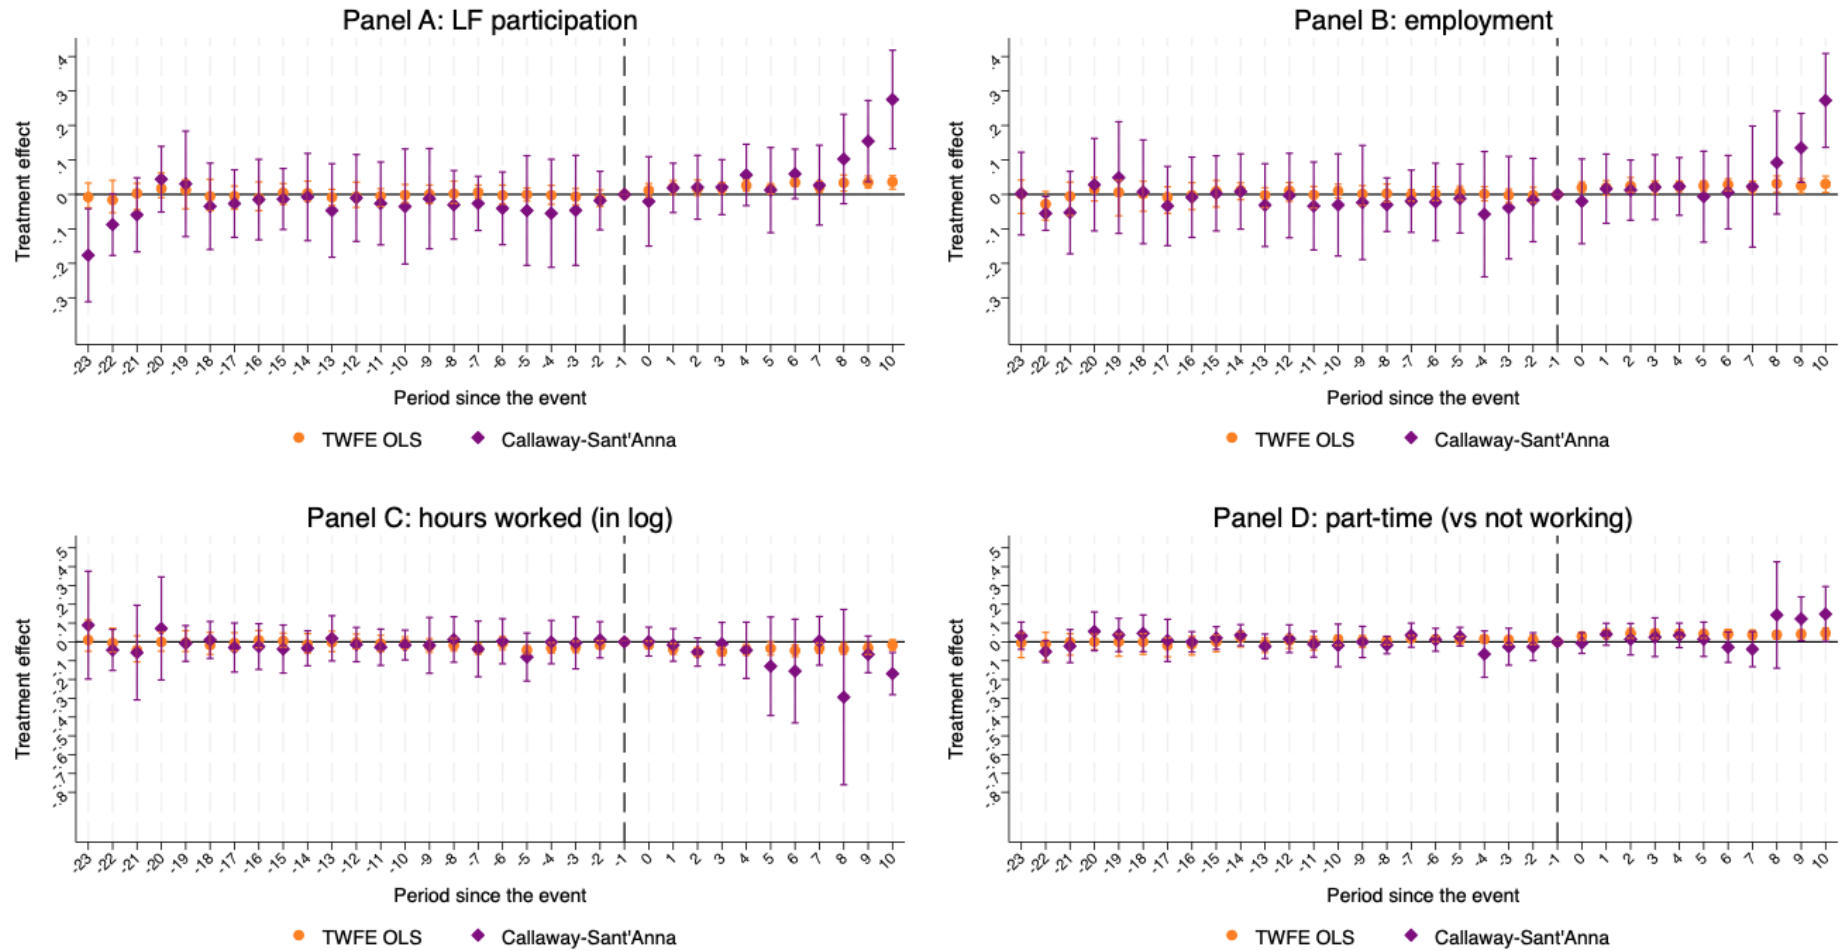 Panel A: LF participation
Treatment effect
.4
.3
.2
.1
0
-.1
-.2
-.3
-23 -22 -21 -20 -19 -18 -17 -16 -15 -14 -13 -12 -11 -10 -9 -8 -7 -6 -5 -4 -3 -2 -1 0 1 2 3 4 5 6 7 8 9 10
Period since the event
TWFE OLS Callaway-Sant'Anna
Panel B: employment
Treatment effect
.4
.3
.2
.1
0
-.1
-.2
-.3
-23 -22 -21 -20 -19 -18 -17 -16 -15 -14 -13 -12 -11 -10 -9 -8 -7 -6 -5 -4 -3 -2 -1 0 1 2 3 4 5 6 7 8 9 10
Period since the event
TWFE OLS Callaway-Sant'Anna
Panel C: hours worked (in log)
Treatment effect
.5
.4
.3
.2
.1
0
-.1
-.2
-.3
-.4
-.5
-.6
-.7
-.8
-23 -22 -21 -20 -19 -18 -17 -16 -15 -14 -13 -12 -11 -10 -9 -8 -7 -6 -5 -4 -3 -2 -1 0 1 2 3 4 5 6 7 8 9 10
Period since the event
TWFE OLS Callaway-Sant'Anna
Panel D: part-time (vs not working)
Treatment effect
.5
.4
.3
.2
.1
0
-.1
-.2
-.3
-.4
-.5
-.6
-.7
-.8
-23 -22 -21 -20 -19 -18 -17 -16 -15 -14 -13 -12 -11 -10 -9 -8 -7 -6 -5 -4 -3 -2 -1 0 1 2 3 4 5 6 7 8 9 10
Period since the event
TWFE OLS Callaway-Sant'Anna